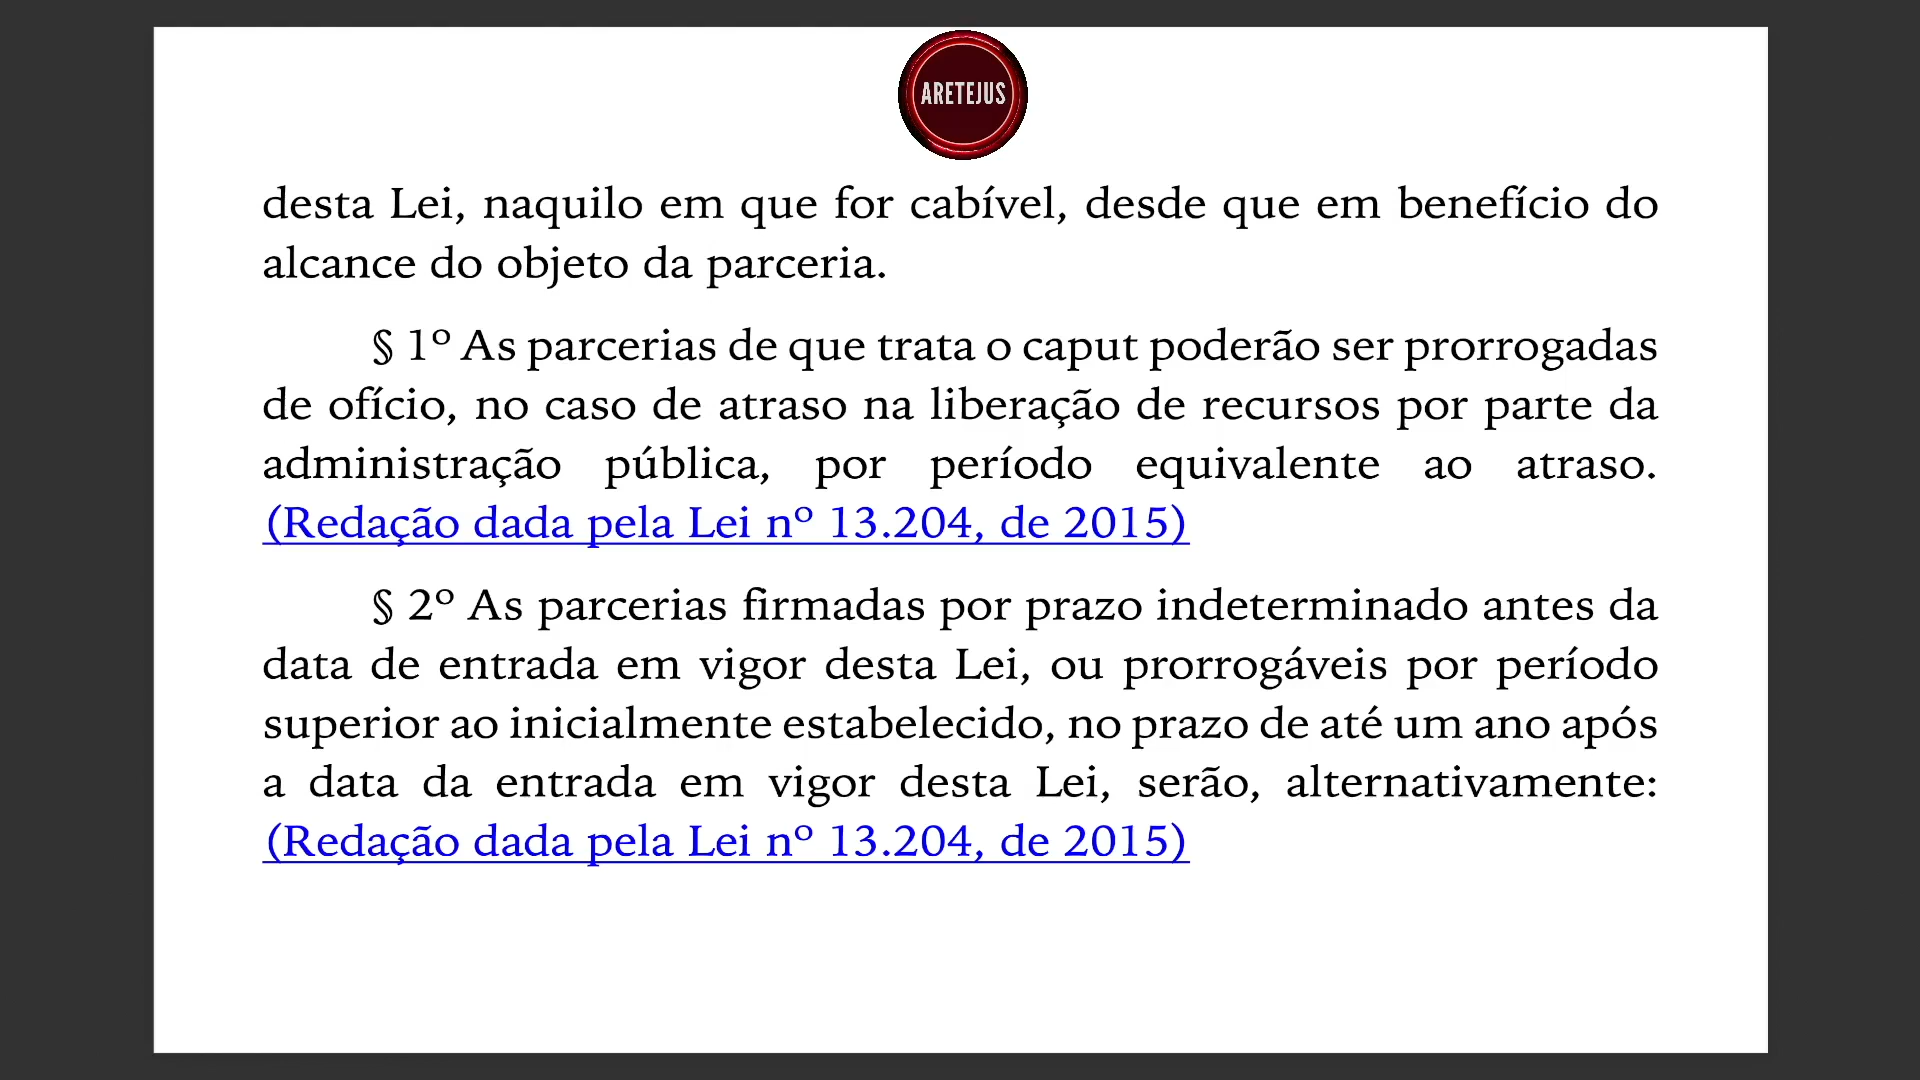 ARETEJUS
desta Lei, naquilo em que for cabível, desde que em benefício do
alcance do objeto da parceria.
§ 1º As parcerias de que trata o caput poderão ser prorrogadas
de ofício, no caso de atraso na liberação de recursos por parte da
administração pública, por período equivalente ao atraso.
(Redação dada pela Lei nº 13.204, de 2015)
§ 2º As parcerias firmadas por prazo indeterminado antes da
data de entrada em vigor desta Lei, ou prorrogáveis por período
superior ao inicialmente estabelecido, no prazo de até um ano após
a data da entrada em vigor desta Lei, serão, alternativamente:
(Redação dada pela Lei nº 13.204, de 2015)